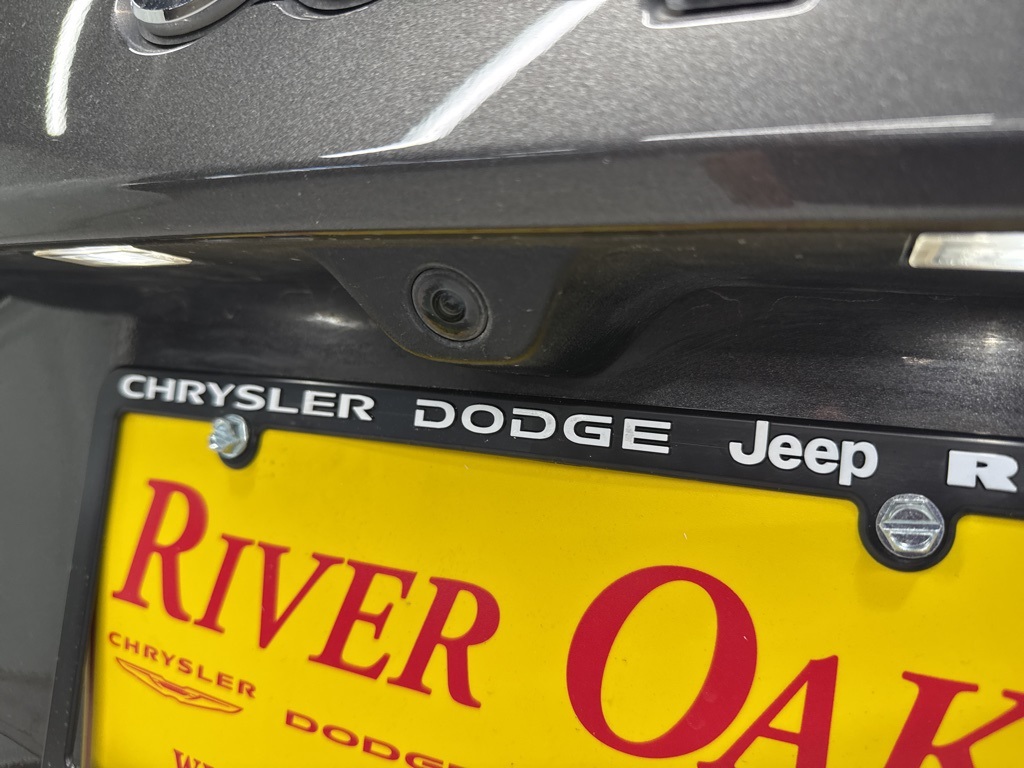 CHRYSLER DODGE Jeep R
RIVER OAK
CHRYSLER
DODGE